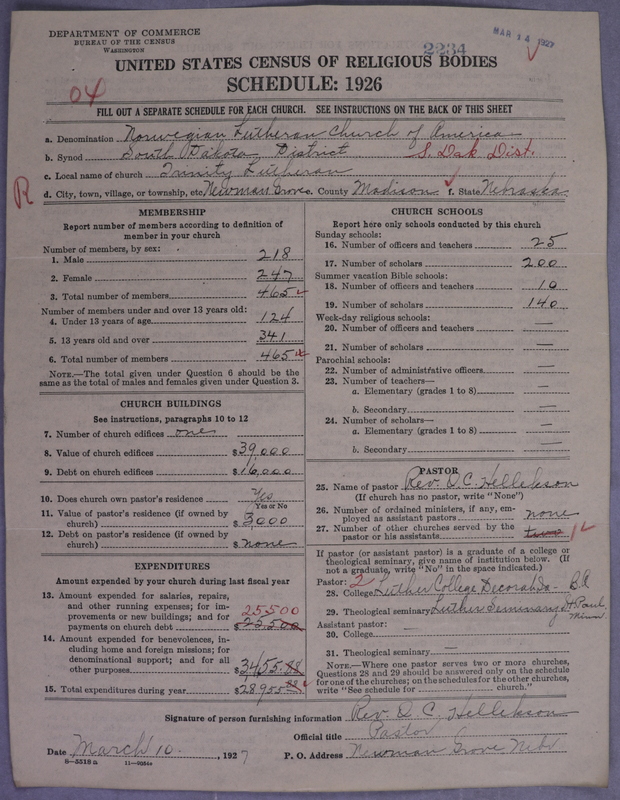 DEPARTMENT OF COMMERCE
BUREAU OF THE CENSUS
WASHINGTON
2234
MAR 14 1927
UNITED STATES CENSUS OF RELIGIOUS BODIES
SCHEDULE: 1926
04
FILL OUT A SEPARATE SCHEDULE FOR EACH CHURCH. SEE INSTRUCTIONS ON THE BACK OF THIS SHEET
a. Denomination Norwegian Lutheran Church of America
b. Synod South Dakota District S. Dak Dist.
c. Local name of church Trinity Lutheran
R d. City, town, village, or township, etc. Newman Grove e. County Madison f. State Nebraska
MEMBERSHIP
Report number of members according to definition of
member in your church
Number of members, by sex:
1. Male 218
2. Female 247
3. Total number of members 465
Number of members under and over 13 years old:
4. Under 13 years of age 124
5. 13 years old and over 341
6. Total number of members 465
NOTE.—The total given under Question 6 should be
same as the total of males and females given under Question 3.
CHURCH BUILDINGS
See instructions, paragraphs 10 to 12
7. Number of church edifices one
8. Value of church edifices $39,000
9. Debt on church edifices $16,000
10. Does church own pastor's residence Yes
Yes or No
11. Value of pastor's residence (if owned by
church) $3000
12. Debt on pastor's residence (if owned by
church) $none
EXPENDITURES
Amount expended by your church during last fiscal year
13. Amount expended for salaries, repairs,
and other running expenses; for im-
provements or new buildings; and for
payments on church debt 25500 $22,500
14. Amount expended for benevolences, in-
cluding home and foreign missions; for
denominational support; and for all
other purposes $3455.88
15. Total expenditures during year $28955.88
CHURCH SCHOOLS
Report here only schools conducted by this church
Sunday schools:
16. Number of officers and teachers 25
17. Number of scholars 200
Summer vacation Bible schools:
18. Number of officers and teachers 10
19. Number of scholars 140
Week-day religious schools:
20. Number of officers and teachers —
21. Number of scholars —
Parochial schools:
22. Number of administrative officers —
23. Number of teachers—
a. Elementary (grades 1 to 8) —
b. Secondary —
24. Number of scholars—
a. Elementary (grades 1 to 8) —
b. Secondary —
PASTOR
25. Name of pastor Rev. O. C. Hellekson
(If church has no pastor, write "None")
26. Number of ordained ministers, if any, em-
ployed as assistant pastors none
27. Number of other churches served by the
pastor or his assistants two 1
If pastor (or assistant pastor) is a graduate of a college or
theological seminary, give name of institution below. (If
not a graduate, write "No" in the space indicated.)
Pastor: 2
28. College Luther College Decorah Ia - B.A
29. Theological seminary Luther Seminary St Paul, Minn.
Assistant pastor:
30. College —
31. Theological seminary —
NOTE.—Where one pastor serves two or more churches,
Questions 28 and 29 should be answered only on the schedule
for one of the churches; on the schedules for the other churches,
write "See schedule for church."
Signature of person furnishing information Rev. O. C. Hellekson
Official title Pastor
Date March 10, 1927 P. O. Address Newman Grove Nebr
8-5518 a 11-9054